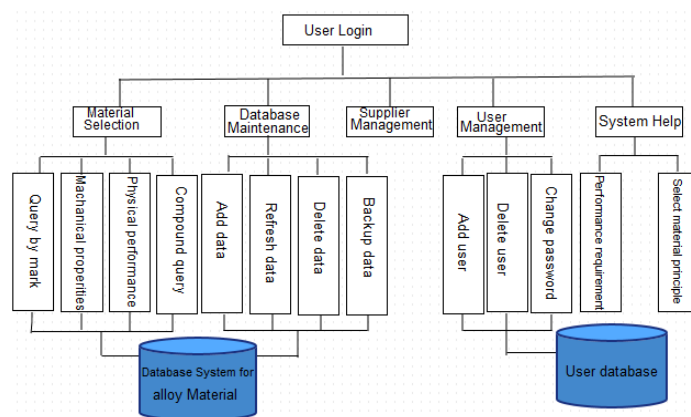 User Login
Material
Selection
Database
Maintenance
Supplier
Management
User
Management
System Help
Query by mark
Machanical properities
Physical performance
Compound query
Add data
Refresh data
Delete data
Backup data
Add user
Delete user
Change password
Performance requirement
Select material principle
Database System for
alloy Material
User database